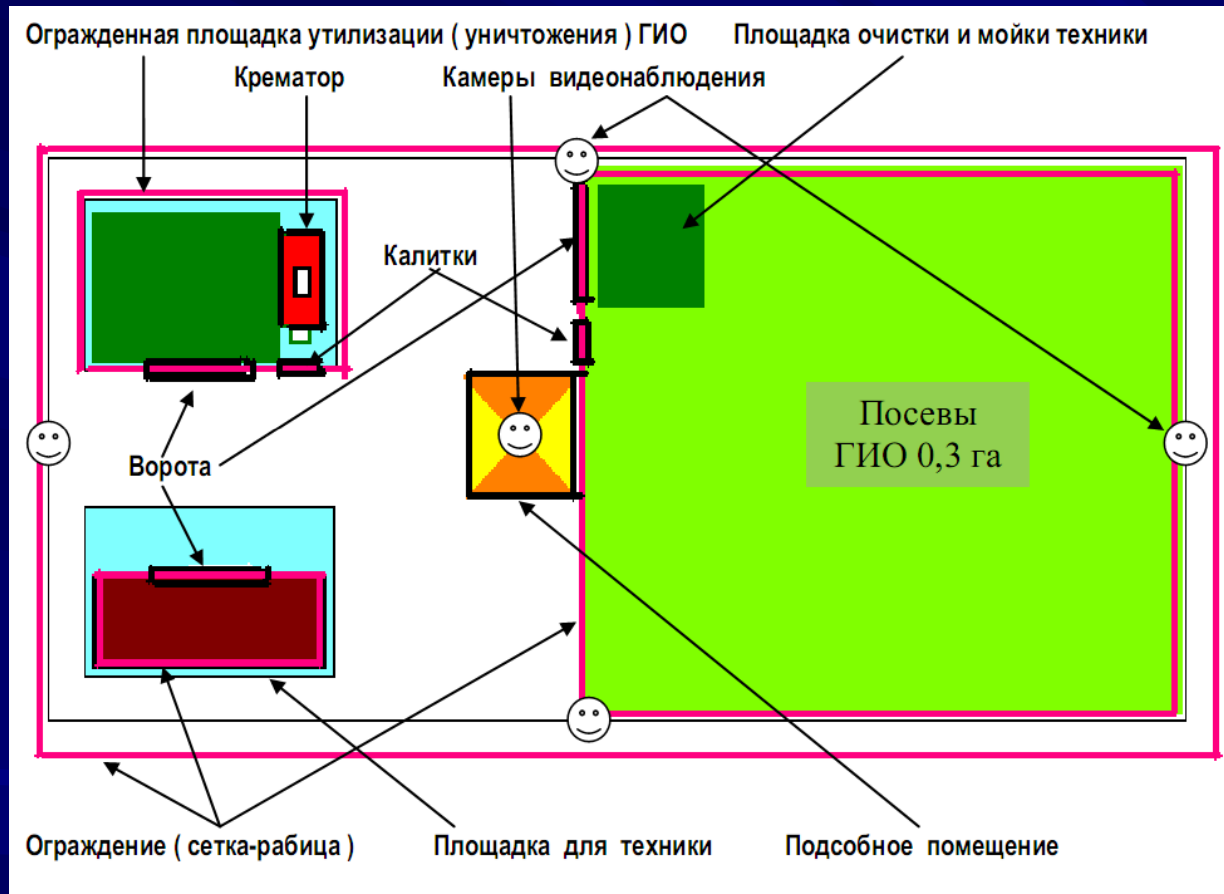 Огражденная площадка утилизации ( уничтожения ) ГИО
Площадка очистки и мойки техники
Крематор
Камеры видеонаблюдения
Калитки
Посевы
ГИО 0,3 га
Ворота
Ограждение ( сетка-рабица )
Площадка для техники
Подсобное помещение